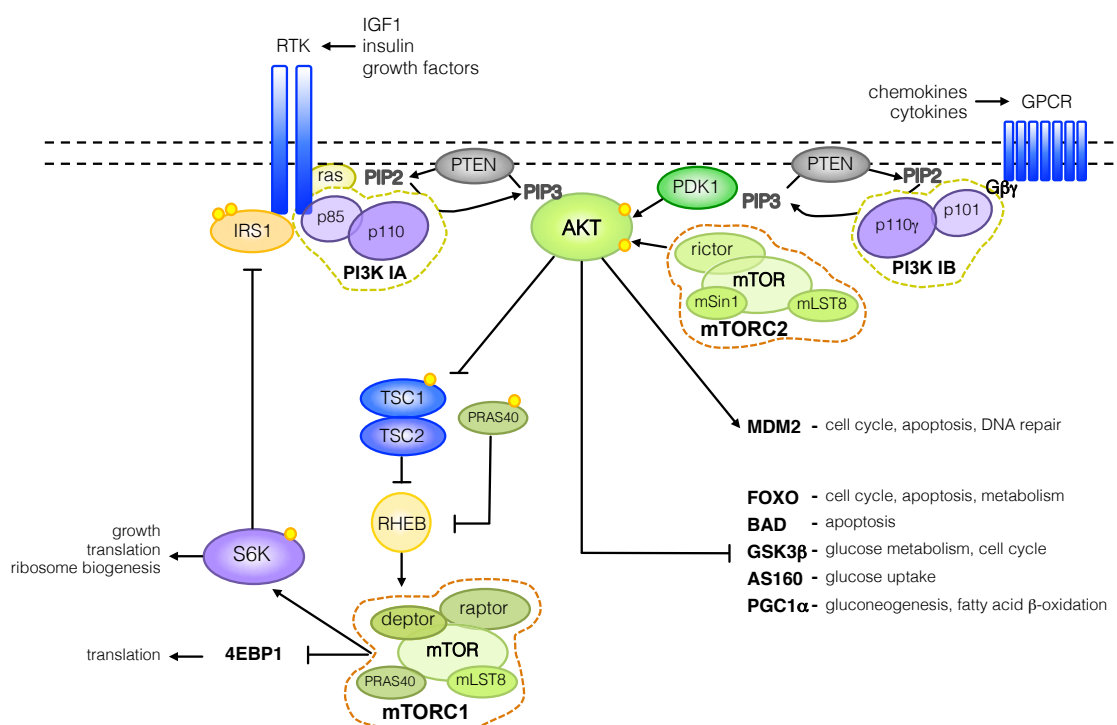 IGF1
RTK
insulin
growth factors
chemokines
cytokines
GPCR
PTEN
PTEN
ras
PIP2
PIP3
PDK1
PIP3
PIP2
Gβγ
p85
p110
IRS1
AKT
p110γ
p101
PI3K IA
PI3K IB
rictor
mTOR
mSin1
mLST8
mTORC2
TSC1
TSC2
PRAS40
MDM2 - cell cycle, apoptosis, DNA repair
FOXO - cell cycle, apoptosis, metabolism
BAD - apoptosis
GSK3β - glucose metabolism, cell cycle
AS160 - glucose uptake
PGC1α - gluconeogenesis, fatty acid β-oxidation
RHEB
growth
translation
ribosome biogenesis
S6K
deptor
raptor
mTOR
PRAS40
mLST8
mTORC1
translation
4EBP1